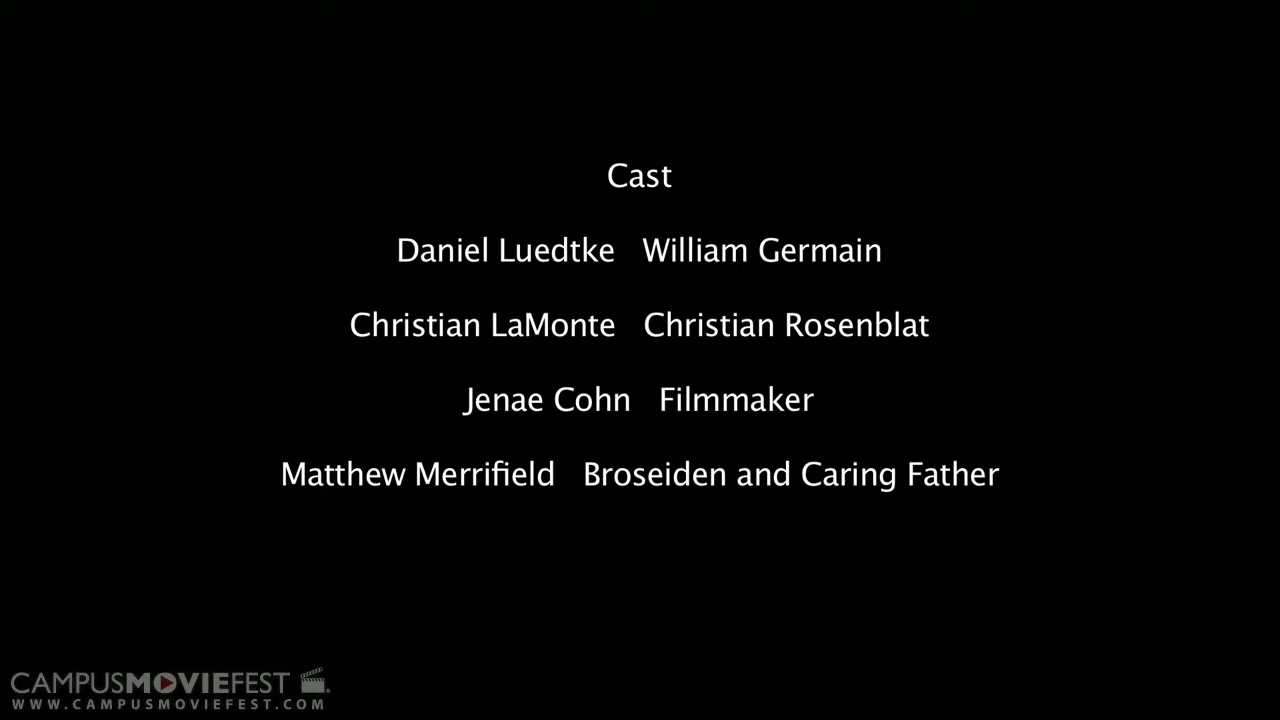 Cast
Daniel Luedtke William Germain
Christian LaMonte Christian Rosenblat
Jenae Cohn Filmmaker
Matthew Merrifield Broseiden and Caring Father
CAMPUSMOVIEFEST
WWW.CAMPUSMOVIEFEST.COM